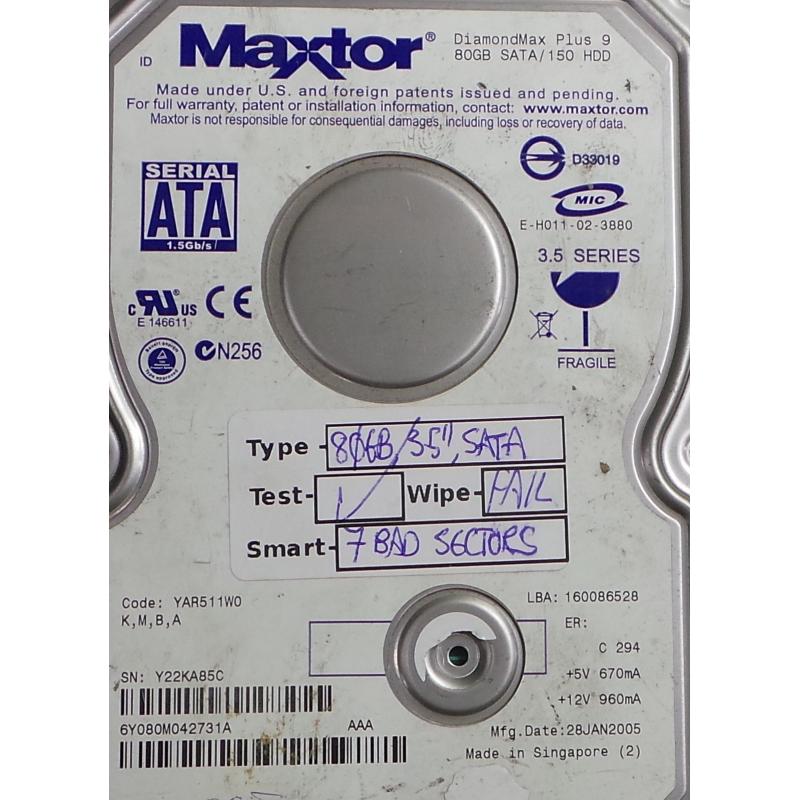 ID Maxtor® DiamondMax Plus 9
80GB SATA/150 HDD
Made under U.S. and foreign patents issued and pending.
For full warranty, patent or installation information, contact: www.maxtor.com
Maxtor is not responsible for consequential damages, including loss or recovery of data.
SERIAL
ATA
1.5Gb/s
D33019
MIC
E-H011-02-3880
3.5 SERIES
c RU® US CE
E 146611
N256
FRAGILE
Type - 80GB/3.5", SATA
Test- ✓ Wipe- FAIL
Smart- 7 BAD SECTORS
Code: YAR511W0
K,M,B,A
LBA: 160086528
ER:
C 294
SN: Y22KA85C
+5V 670mA
+12V 960mA
6Y080M042731A AAA
Mfg.Date:28JAN2005
Made in Singapore (2)